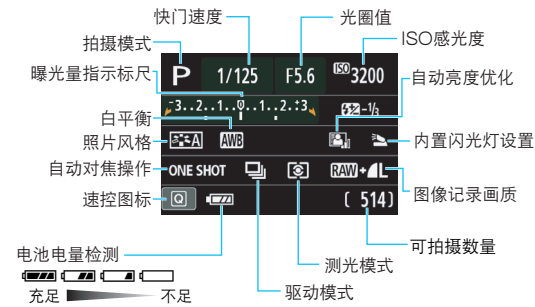 快门速度
光圈值
拍摄模式
ISO感光度
P 1/125 F5.6 ISO 3200
曝光量指示标尺
自动亮度优化
-3..2..1..0..1..2.:+3 -1/3
白平衡
照片风格
A AWB
内置闪光灯设置
自动对焦操作
ONE SHOT RAW+L
图像记录画质
速控图标
Q ( 514)
电池电量检测
可拍摄数量
测光模式
充足 不足
驱动模式